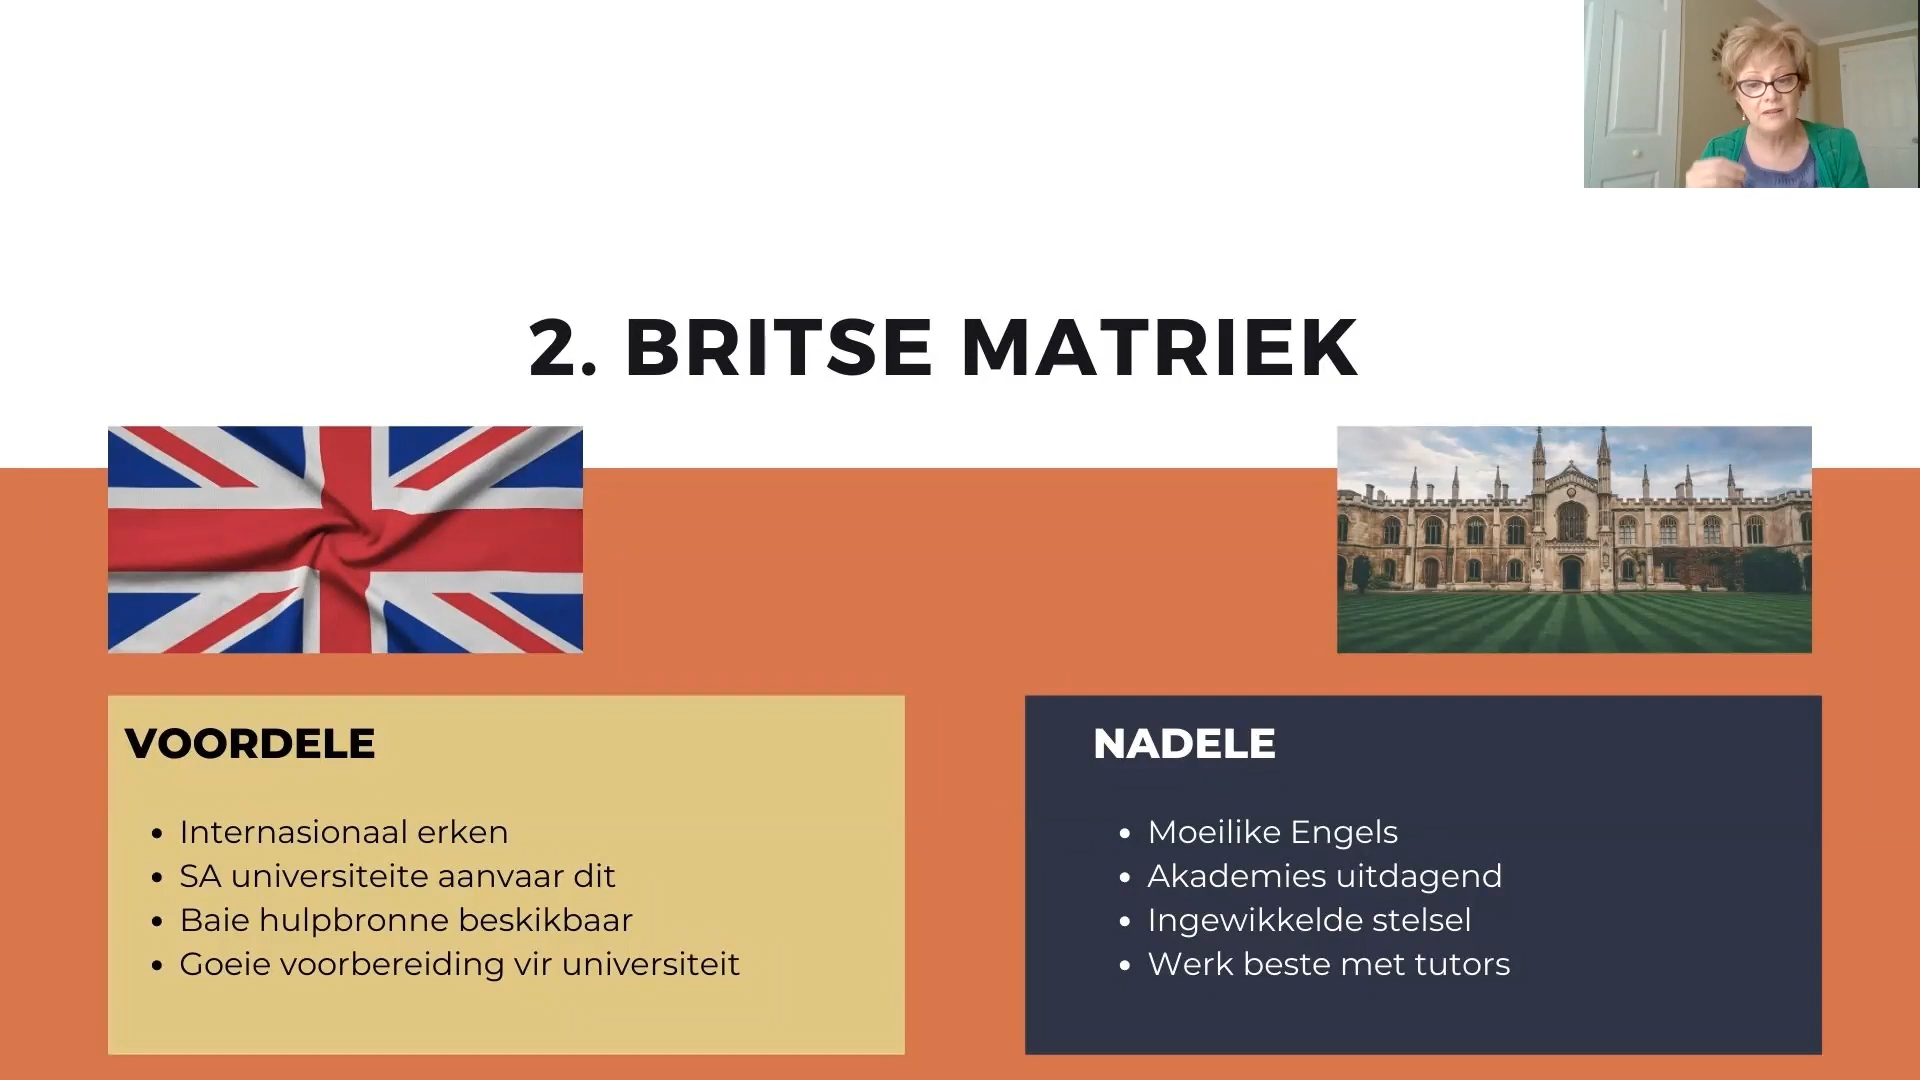 2. BRITSE MATRIEK
VOORDELE
• Internasionaal erken
• SA universiteite aanvaar dit
• Baie hulpbronne beskikbaar
• Goeie voorbereiding vir universiteit
NADELE
• Moeilike Engels
• Akademies uitdagend
• Ingewikkelde stelsel
• Werk beste met tutors